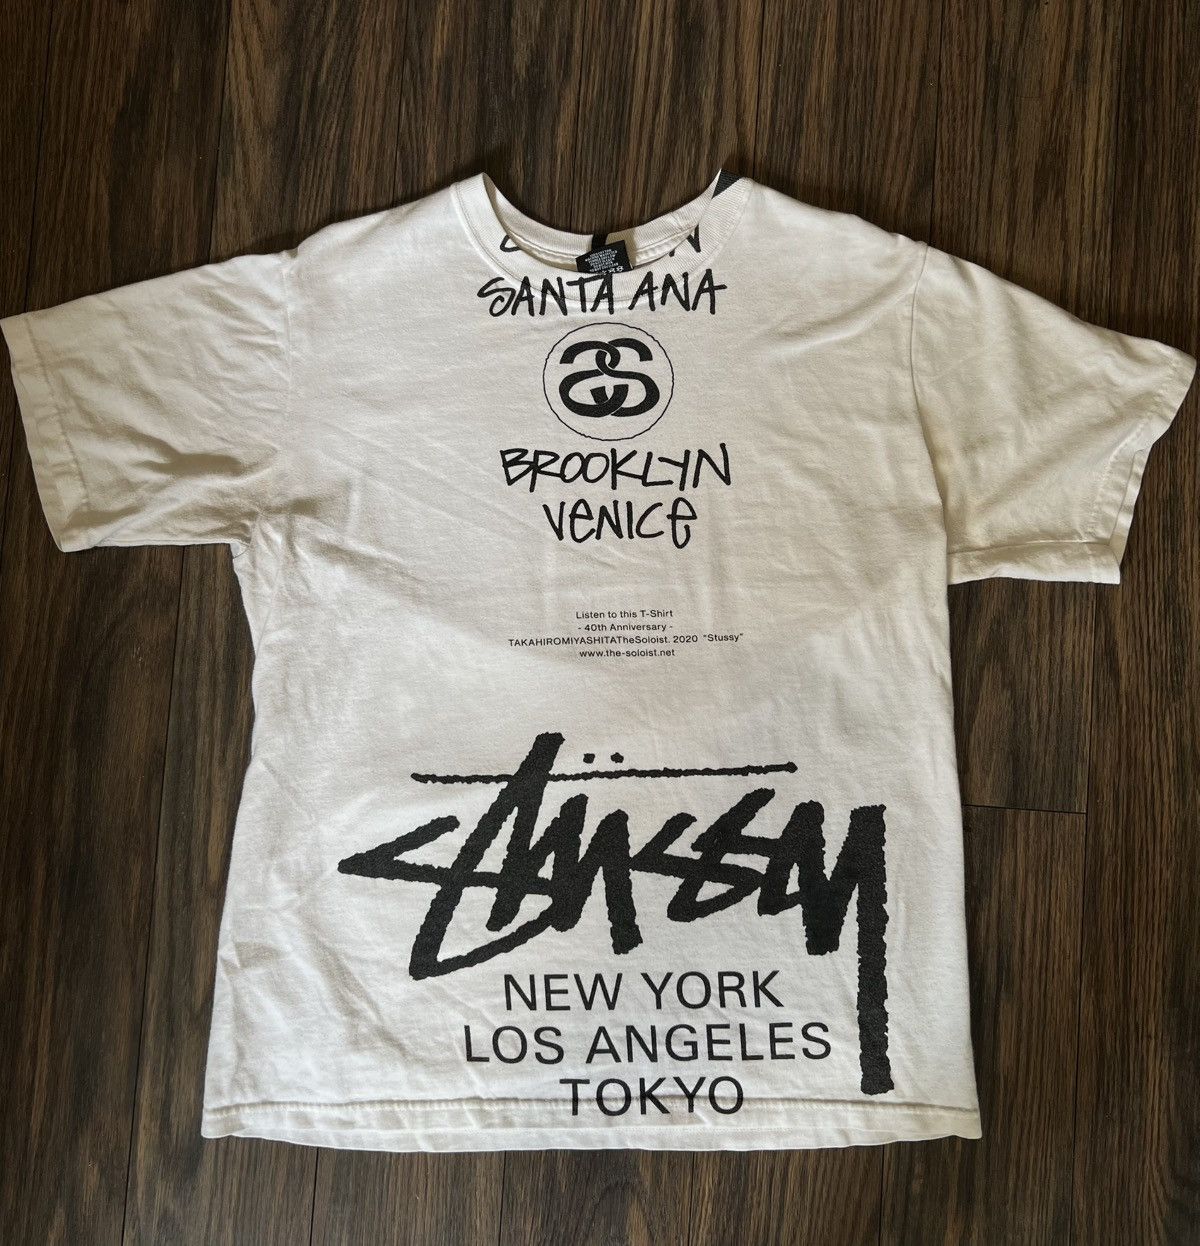 SANTA ANA
SS
BROOKLYN
VENICE
Listen to this T-Shirt
- 40th Anniversary -
TAKAHIROMIYASHITATheSoloist. 2020 "Stussy"
www.the-soloist.net
Stüssy
NEW YORK
LOS ANGELES
TOKYO